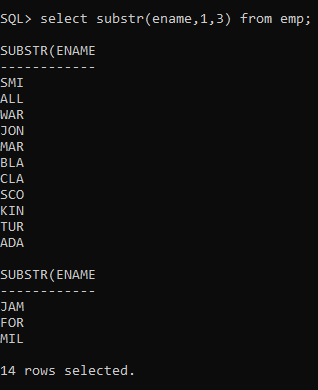 SQL> select substr(ename,1,3) from emp;
SUBSTR(ENAME
------------
SMI
ALL
WAR
JON
MAR
BLA
CLA
SCO
KIN
TUR
ADA
SUBSTR(ENAME
------------
JAM
FOR
MIL
14 rows selected.